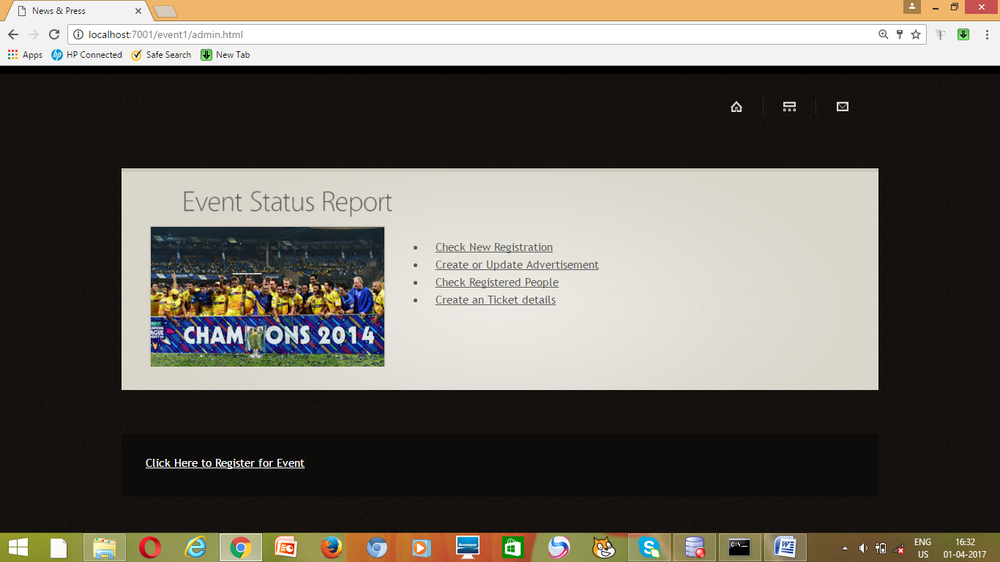 News & Press
localhost:7001/event1/admin.html
Apps HP Connected Safe Search New Tab
Event Status Report
Check New Registration
Create or Update Advertisement
Check Registered People
Create an Ticket details
CHAMPIONS 2014
Click Here to Register for Event
lenovo
C:\
ENG 16:32
US 01-04-2017